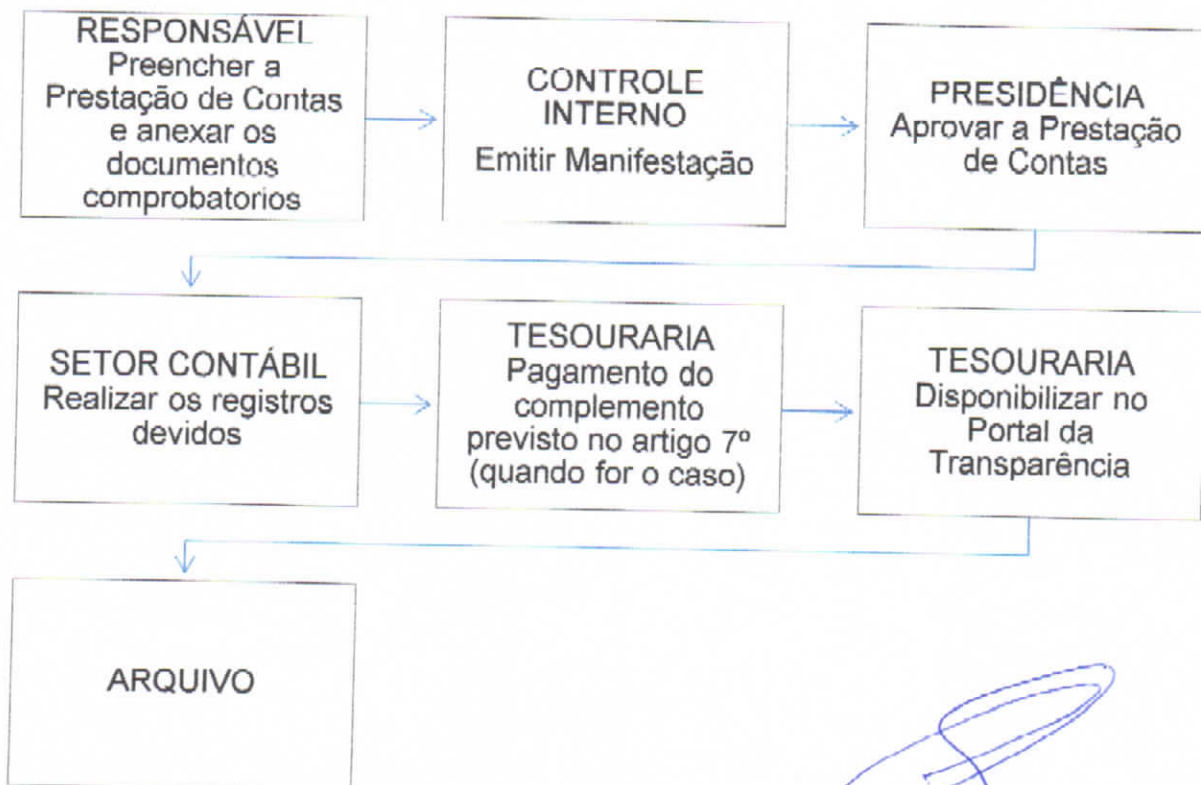 RESPONSÁVEL
Preencher a
Prestação de Contas
e anexar os
documentos
comprobatorios
CONTROLE
INTERNO
Emitir Manifestação
PRESIDÊNCIA
Aprovar a Prestação
de Contas
SETOR CONTÁBIL
Realizar os registros
devidos
TESOURARIA
Pagamento do
complemento
previsto no artigo 7º
(quando for o caso)
TESOURARIA
Disponibilizar no
Portal da
Transparência
ARQUIVO